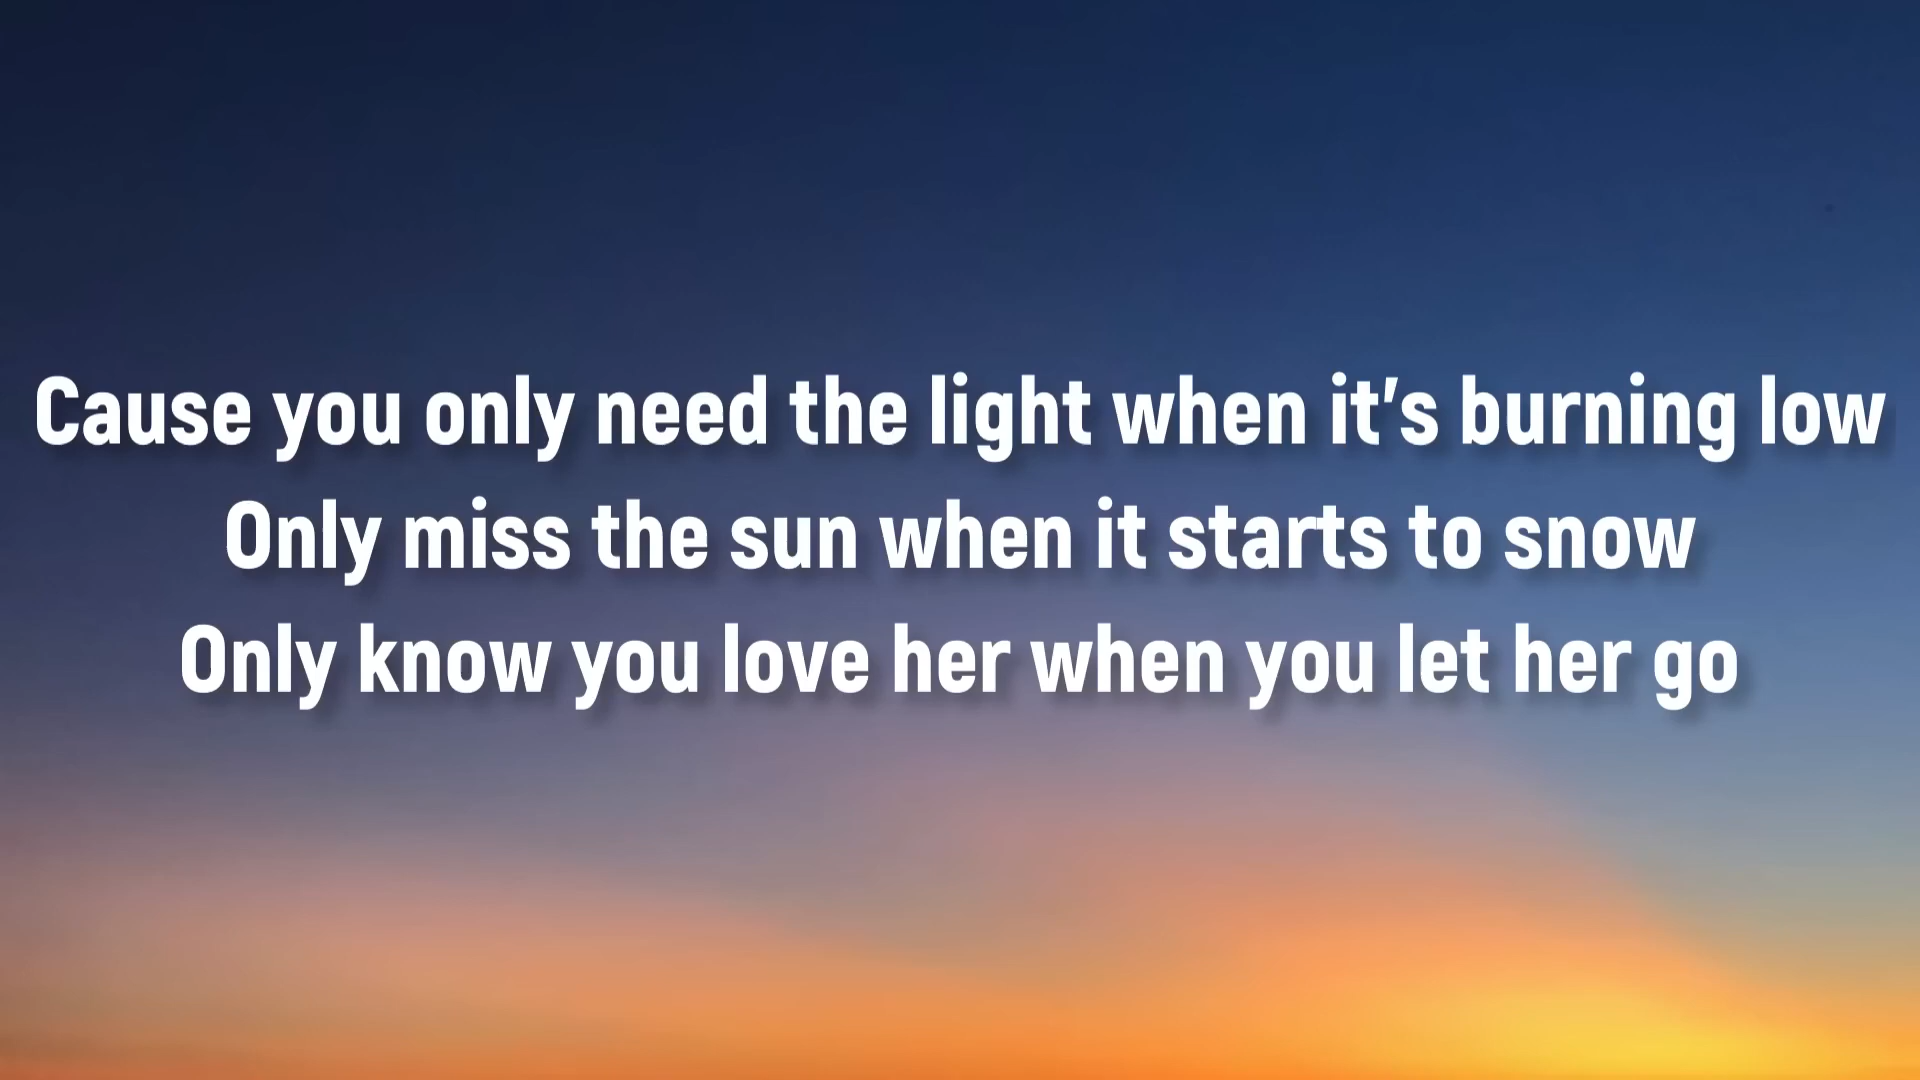 Cause you only need the light when it's burning low
Only miss the sun when it starts to snow
Only know you love her when you let her go